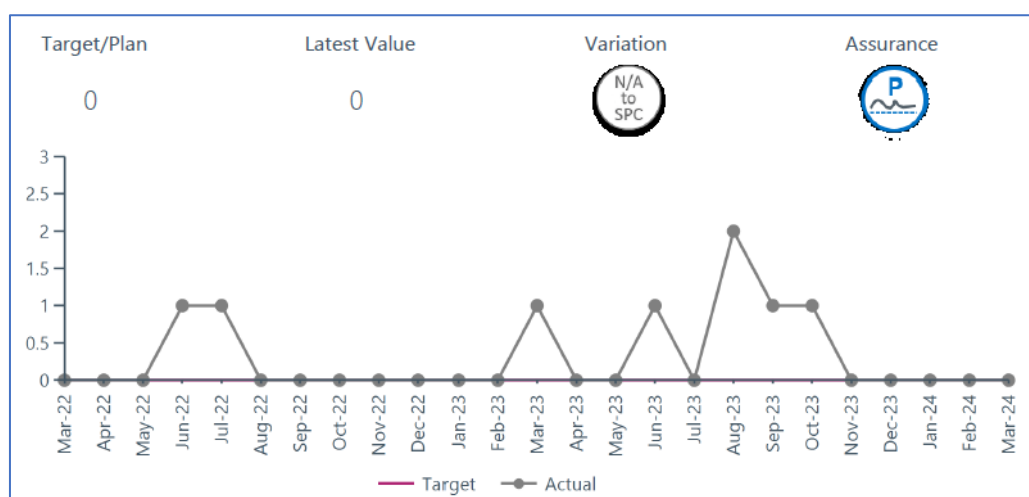 Target/Plan Latest Value Variation Assurance
0 0 N/A to SPC P
3
2.5
2
1.5
1
0.5
0
Mar-22 Apr-22 May-22 Jun-22 Jul-22 Aug-22 Sep-22 Oct-22 Nov-22 Dec-22 Jan-23 Feb-23 Mar-23 Apr-23 May-23 Jun-23 Jul-23 Aug-23 Sep-23 Oct-23 Nov-23 Dec-23 Jan-24 Feb-24 Mar-24
Target Actual